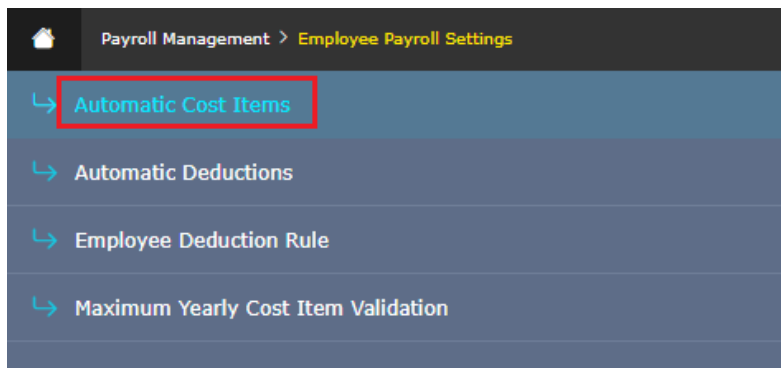 Payroll Management > Employee Payroll Settings
Automatic Cost Items
Automatic Deductions
Employee Deduction Rule
Maximum Yearly Cost Item Validation